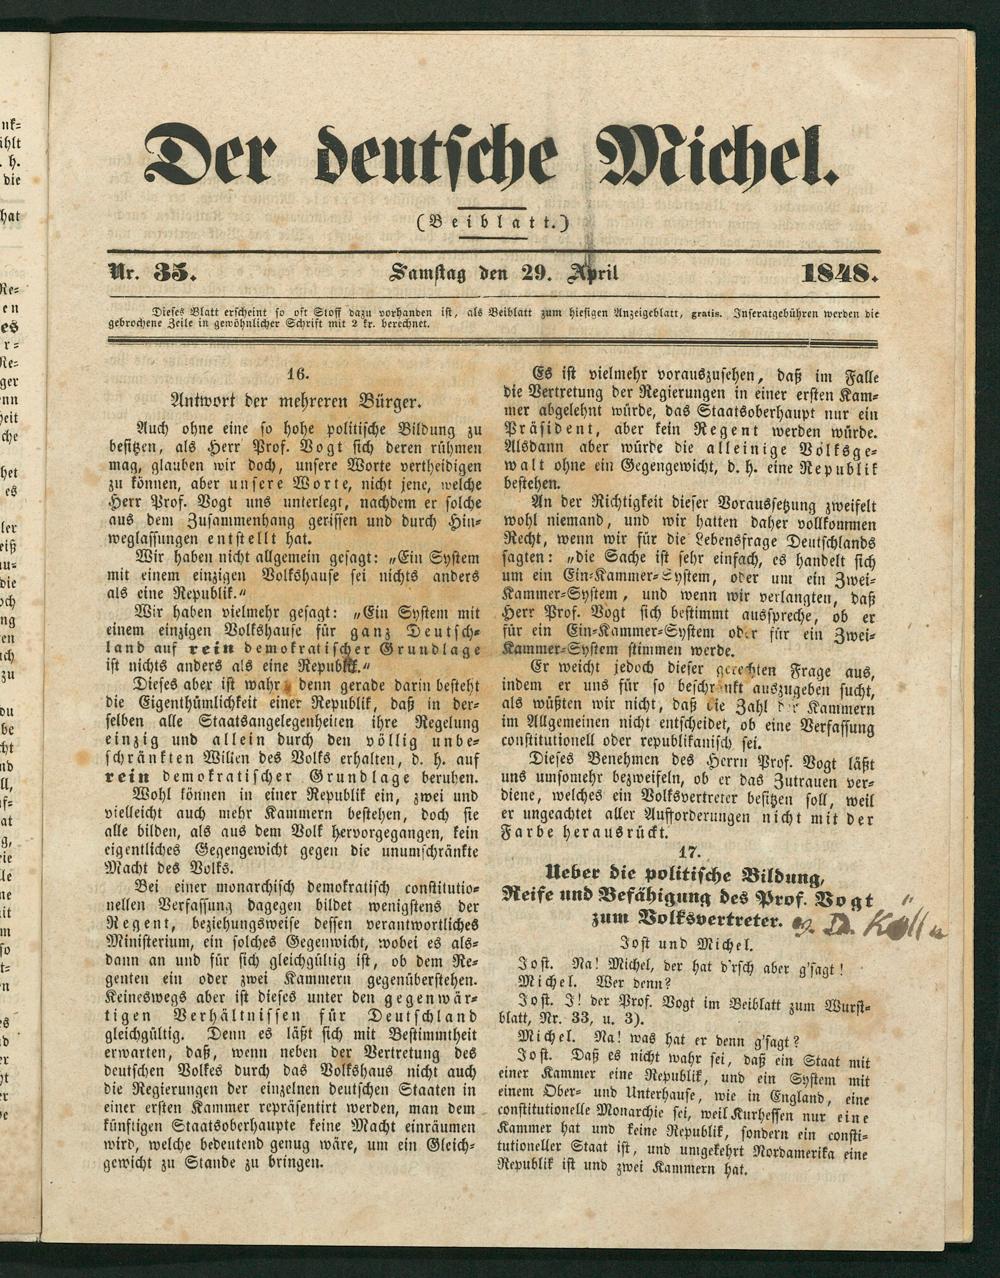 Der deutsche Michel.
(Beiblatt.)
Nr. 35. Samstag den 29. April 1848.
Dieses Blatt erscheint so oft Stoff dazu vorhanden ist, als Beiblatt zum hiesigen Anzeigeblatt, gratis. Inseratgebühren werden die
gebrochene Zeile in gewöhnlicher Schrift mit 2 kr. berechnet.
16.
Antwort der mehreren Bürger.
Auch ohne eine so hohe politische Bildung zu
besitzen, als Herr Prof. Vogt sich deren rühmen
mag, glauben wir doch, unsere Worte vertheidigen
zu können, aber unsere Worte, nicht jene, welche
Herr Prof. Vogt uns unterlegt, nachdem er solche
aus dem Zusammenhang gerissen und durch Hin=
weglassungen entstellt hat.
Wir haben nicht allgemein gesagt: „Ein System
mit einem einzigen Volkshause sei nichts anders
als eine Republik."
Wir haben vielmehr gesagt: „Ein System mit
einem einzigen Volkshause für ganz Deutsch=
land auf rein demokratischer Grundlage
ist nichts anders als eine Republik."
Dieses aber ist wahr, denn gerade darin besteht
die Eigenthümlichkeit einer Republik, daß in der=
selben alle Staatsangelegenheiten ihre Regelung
einzig und allein durch den völlig unbe=
schränkten Willen des Volks erhalten, d. h. auf
rein demokratischer Grundlage beruhen.
Wohl können in einer Republik ein, zwei und
vielleicht auch mehr Kammern bestehen, doch sie
alle bilden, als aus dem Volk hervorgegangen, kein
eigentliches Gegengewicht gegen die unumschränkte
Macht des Volks.
Bei einer monarchisch demokratisch constitutio=
nellen Verfassung dagegen bildet wenigstens der
Regent, beziehungsweise dessen verantwortliches
Ministerium, ein solches Gegenwicht, wobei es als=
dann an und für sich gleichgültig ist, ob dem Re=
genten ein oder zwei Kammern gegenüberstehen.
Keineswegs aber ist dieses unter den gegenwär=
tigen Verhältnissen für Deutschland
gleichgültig. Denn es läßt sich mit Bestimmtheit
erwarten, daß, wenn neben der Vertretung des
deutschen Volkes durch das Volkshaus nicht auch
die Regierungen der einzelnen deutschen Staaten in
einer ersten Kammer repräsentirt werden, man dem
künftigen Staatsoberhaupte keine Macht einräumen
wird, welche bedeutend genug wäre, um ein Gleich=
gewicht zu Stande zu bringen.
Es ist vielmehr vorauszusehen, daß im Falle
die Vertretung der Regierungen in einer ersten Kam=
mer abgelehnt würde, das Staatsoberhaupt nur ein
Präsident, aber kein Regent werden würde.
Alsdann aber würde die alleinige Volksge=
walt ohne ein Gegengewicht, d. h. eine Republik
bestehen.
An der Richtigkeit dieser Voraussetzung zweifelt
wohl niemand, und wir hatten daher vollkommen
Recht, wenn wir für die Lebensfrage Deutschlands
sagten: „die Sache ist sehr einfach, es handelt sich
um ein Ein=Kammer=System, oder um ein Zwei=
Kammer=System, und wenn wir verlangten, daß
Herr Prof. Vogt sich bestimmt ausspreche, ob er
für ein Ein=Kammer=System oder für ein Zwei=
Kammer=System stimmen werde.
Er weicht jedoch dieser gerechten Frage aus,
indem er uns für so beschränkt auszugeben sucht,
als wüßten wir nicht, daß die Zahl der Kammern
im Allgemeinen nicht entscheidet, ob eine Verfassung
constitutionell oder republikanisch sei.
Dieses Benehmen des Herrn Prof. Vogt läßt
uns umsomehr bezweifeln, ob er das Zutrauen ver=
diene, welches ein Volksvertreter besitzen soll, weil
er ungeachtet aller Aufforderungen nicht mit der
Farbe herausrückt.
17.
Ueber die politische Bildung,
Reife und Befähigung des Prof. Vogt
zum Volksvertreter.
Jost und Michel.
Jost. Na! Michel, der hat d'rsch aber g'sagt!
Michel. Wer denn?
Jost. J! der Prof. Vogt im Beiblatt zum Wurst=
blatt, Nr. 33, u. 3).
Michel. Na! was hat er denn g'sagt?
Jost. Daß es nicht wahr sei, daß ein Staat mit
einer Kammer eine Republik, und ein System mit
einem Ober= und Unterhause, wie in England, eine
constitutionelle Monarchie sei, weil Kurhessen nur eine
Kammer hat und keine Republik, sondern ein consti=
tutioneller Staat ist, und umgekehrt Nordamerika eine
Republik ist und zwei Kammern hat.